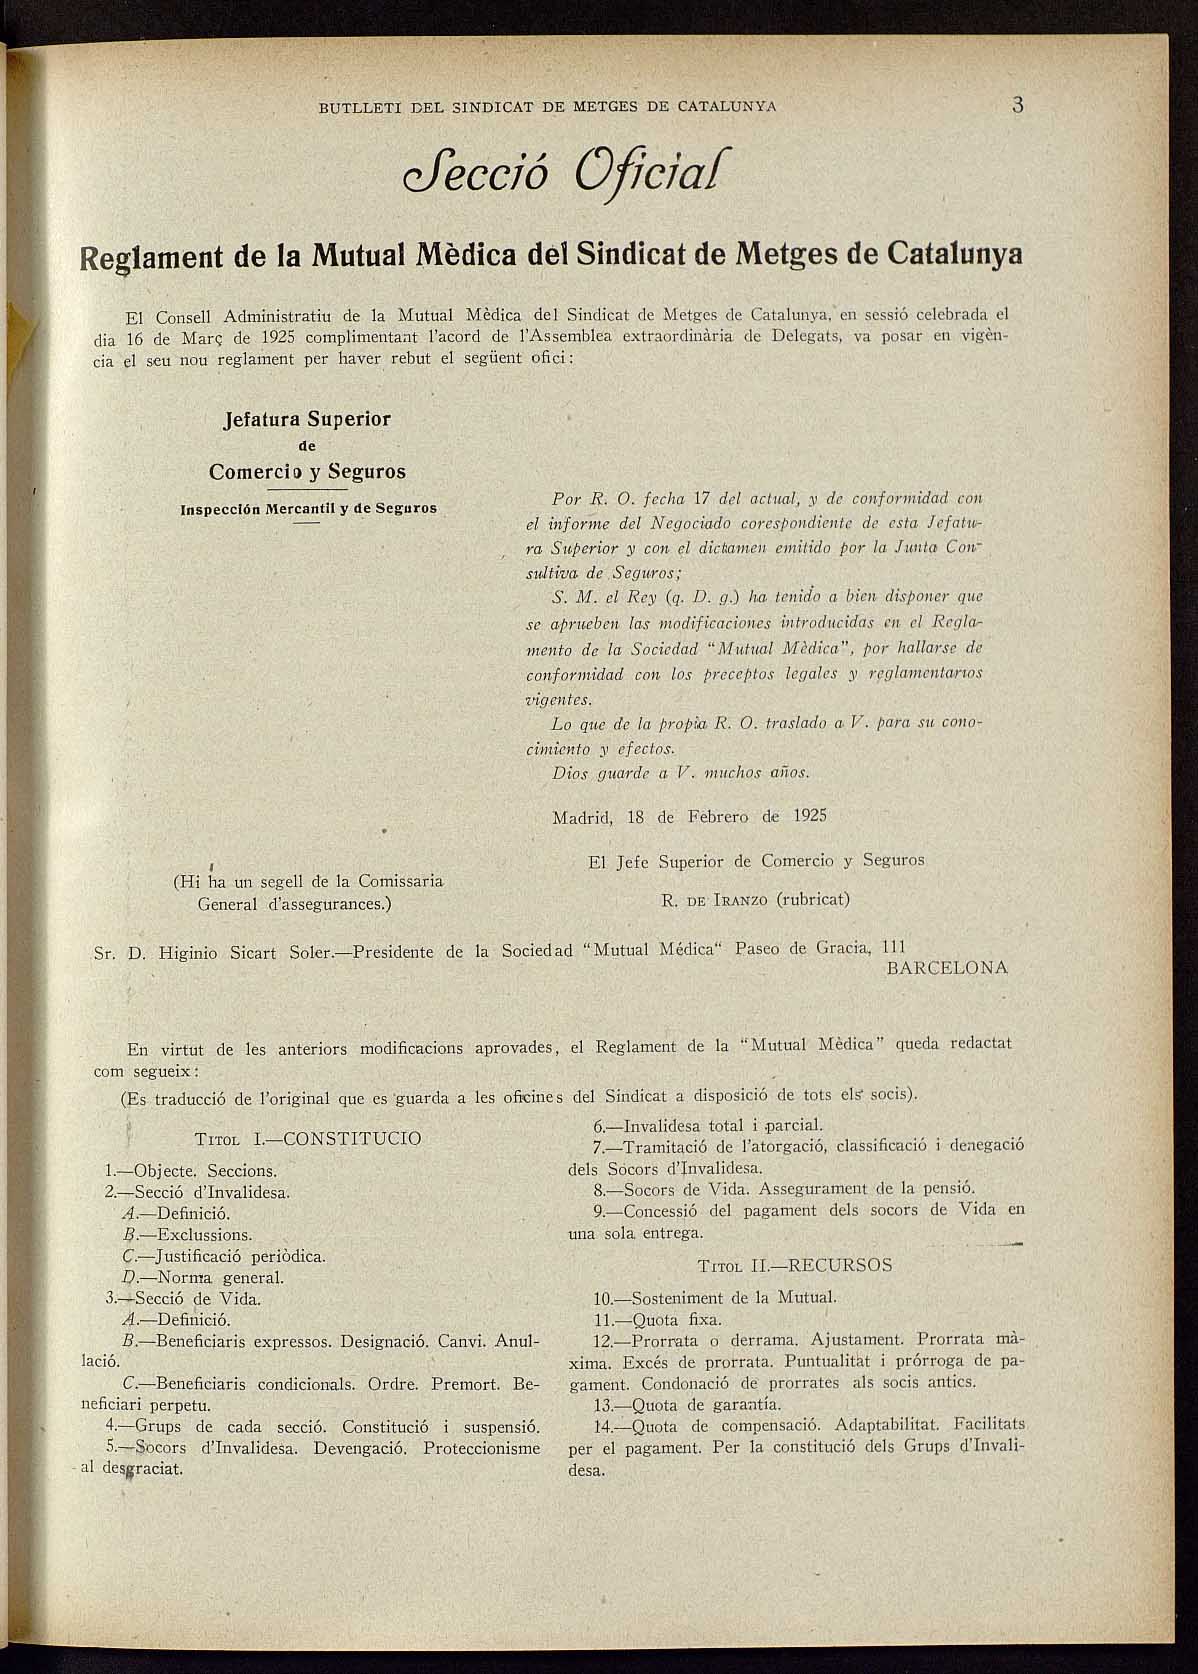 BUTLLETI DEL SINDICAT DE METGES DE CATALUNYA 3
Secció Oficial
Reglament de la Mutual Mèdica del Sindicat de Metges de Catalunya
El Consell Administratiu de la Mutual Mèdica del Sindicat de Metges de Catalunya, en sessió celebrada el
dia 16 de Març de 1925 complimentant l'acord de l'Assemblea extraordinària de Delegats, va posar en vigèn-
cia el seu nou reglament per haver rebut el següent ofici:
Jefatura Superior
de
Comercio y Seguros
Inspección Mercantil y de Seguros
Por R. O. fecha 17 del actual, y de conformidad con
el informe del Negociado corespondiente de esta Jefatu-
ra Superior y con el dictamen emitido por la Junta Con-
sultiva de Seguros;
S. M. el Rey (q. D. g.) ha tenido a bien disponer que
se aprueben las modificaciones introducidas en el Regla-
mento de la Sociedad "Mutual Mèdica", por hallarse de
conformidad con los preceptos legales y reglamentarios
vigentes.
Lo que de la propia R. O. traslado a V. para su cono-
cimiento y efectos.
Dios guarde a V. muchos años.
Madrid, 18 de Febrero de 1925
El Jefe Superior de Comercio y Seguros
R. DE IRANZO (rubricat)
(Hi ha un segell de la Comissaria
General d'assegurances.)
Sr. D. Higinio Sicart Soler.—Presidente de la Sociedad "Mutual Médica" Paseo de Gracia, 111
BARCELONA
En virtut de les anteriors modificacions aprovades, el Reglament de la "Mutual Mèdica" queda redactat
com segueix:
(Es traducció de l'original que es guarda a les oficines del Sindicat a disposició de tots els socis).
TITOL I.—CONSTITUCIO
1.—Objecte. Seccions.
2.—Secció d'Invalidesa.
A.—Definició.
B.—Exclussions.
C.—Justificació periòdica.
D.—Norma general.
3.—Secció de Vida.
A.—Definició.
B.—Beneficiaris expressos. Designació. Canvi. Anul-
lació.
C.—Beneficiaris condicionals. Ordre. Premort. Be-
neficiari perpetu.
4.—Grups de cada secció. Constitució i suspensió.
5.—Socors d'Invalidesa. Devengació. Proteccionisme
al desgraciat.
6.—Invalidesa total i parcial.
7.—Tramitació de l'atorgació, classificació i denegació
dels Socors d'Invalidesa.
8.—Socors de Vida. Assegurament de la pensió.
9.—Concessió del pagament dels socors de Vida en
una sola entrega.
TITOL II.—RECURSOS
10.—Sosteniment de la Mutual.
11.—Quota fixa.
12.—Prorrata o derrama. Ajustament. Prorrata mà-
xima. Excés de prorrata. Puntualitat i prórroga de pa-
gament. Condonació de prorrates als socis antics.
13.—Quota de garantía.
14.—Quota de compensació. Adaptabilitat. Facilitats
per el pagament. Per la constitució dels Grups d'Invali-
desa.